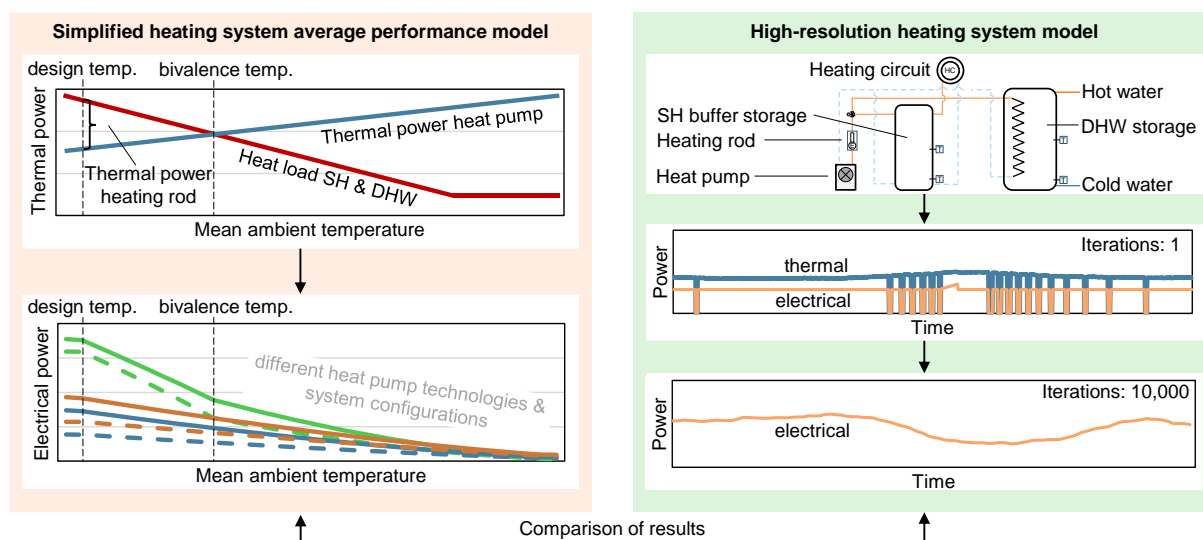 Simplified heating system average performance model
design temp.
bivalence temp.
Thermal power
Thermal power heat pump
Thermal power
heating rod
Heat load SH & DHW
Mean ambient temperature
design temp.
bivalence temp.
Electrical power
different heat pump technologies &
system configurations
Mean ambient temperature
High-resolution heating system model
Heating circuit
HC
SH buffer storage
Heating rod
Heat pump
Hot water
DHW storage
Cold water
T
T
T
T
Iterations: 1
Power
thermal
electrical
Time
Iterations: 10,000
Power
electrical
Time
Comparison of results